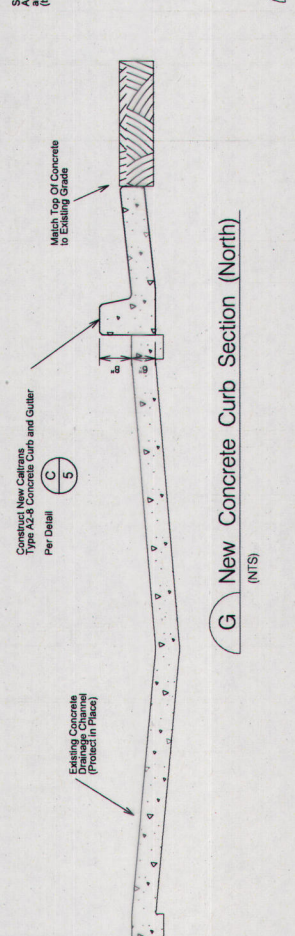 Construct New Caltrans
Type A2-8 Concrete Curb and Gutter
Per Detail
C
5
Match Top Of Concrete
to Existing Grade
Existing Concrete
Drainage Channel
(Protect in Place)
8"
G New Concrete Curb Section (North)
(NTS)